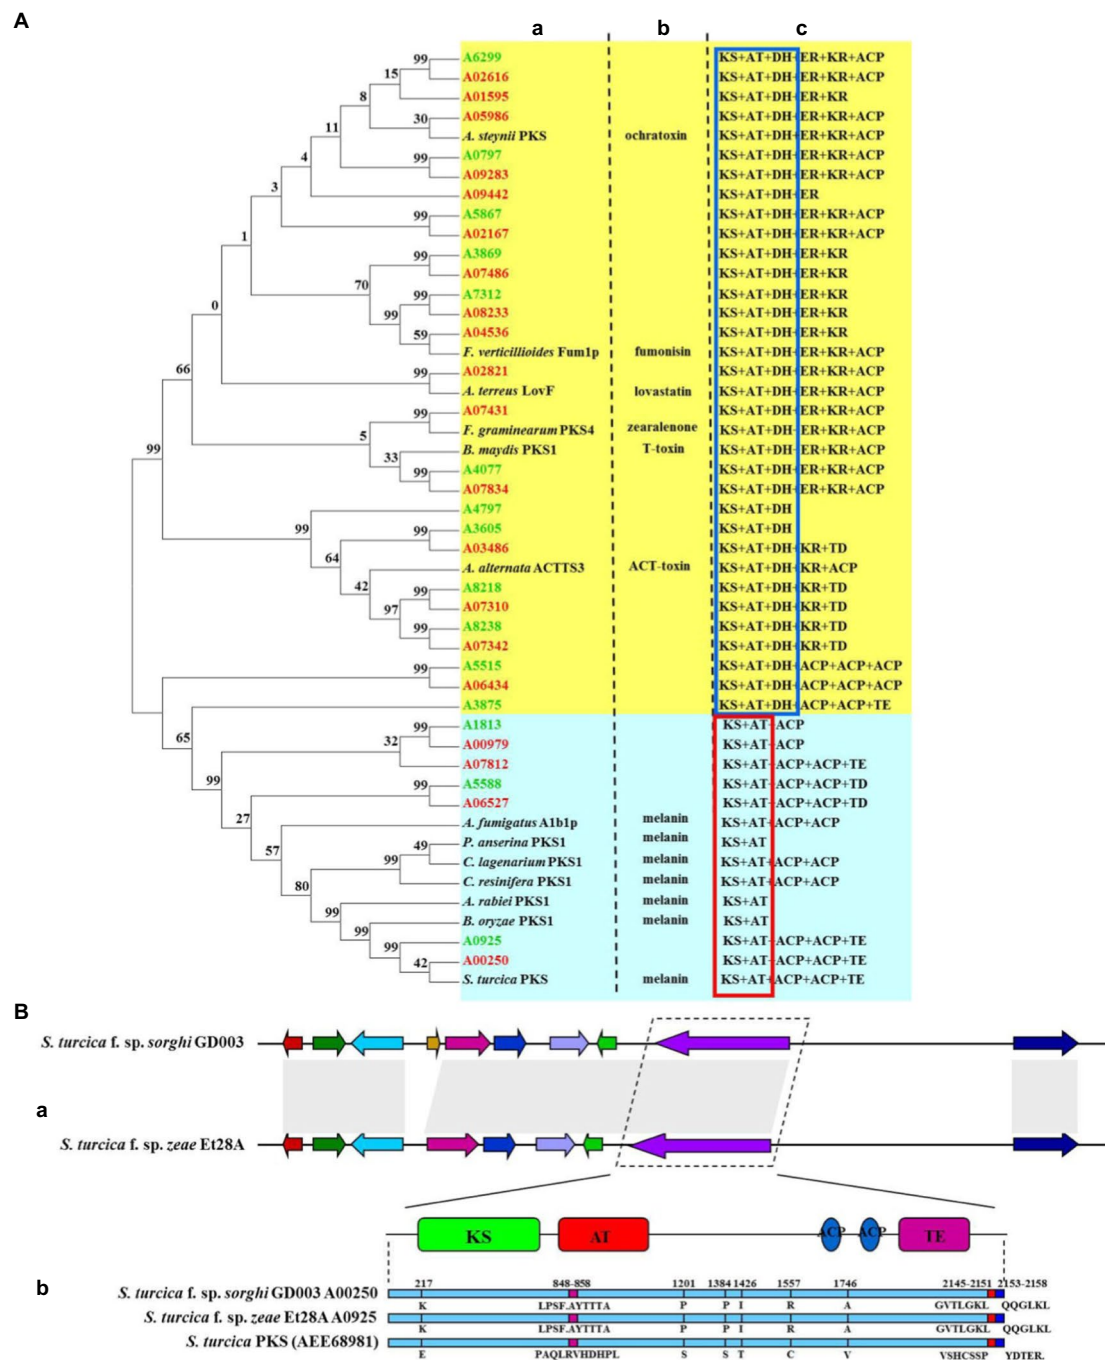 A
a b c
99 A6299 KS+AT+DH+ER+KR+ACP
15 A02616 KS+AT+DH+ER+KR+ACP
8 A01595 KS+AT+DH+ER+KR
30 A05986 KS+AT+DH+ER+KR+ACP
11 A. steynii PKS ochratoxin KS+AT+DH+ER+KR+ACP
99 A0797 KS+AT+DH+ER+KR+ACP
4 A09283 KS+AT+DH+ER+KR+ACP
3 A09442 KS+AT+DH+ER
99 A5867 KS+AT+DH+ER+KR+ACP
1 A02167 KS+AT+DH+ER+KR+ACP
99 A3869 KS+AT+DH+ER+KR
A07486 KS+AT+DH+ER+KR
70 99 A7312 KS+AT+DH+ER+KR
0 99 A08233 KS+AT+DH+ER+KR
59 A04536 KS+AT+DH+ER+KR
F. verticillioides Fum1p fumonisin KS+AT+DH+ER+KR+ACP
66 99 A02821 KS+AT+DH+ER+KR+ACP
A. terreus LovF lovastatin KS+AT+DH+ER+KR+ACP
99 A07431 KS+AT+DH+ER+KR+ACP
5 F. graminearum PKS4 zearalenone KS+AT+DH+ER+KR+ACP
99 33 B. maydis PKS1 T-toxin KS+AT+DH+ER+KR+ACP
99 A4077 KS+AT+DH+ER+KR+ACP
A07834 KS+AT+DH+ER+KR+ACP
A4797 KS+AT+DH
99 99 A3605 KS+AT+DH
64 A03486 KS+AT+DH+KR+TD
A. alternata ACTTS3 ACT-toxin KS+AT+DH+KR+ACP
42 99 A8218 KS+AT+DH+KR+TD
97 A07310 KS+AT+DH+KR+TD
99 A8238 KS+AT+DH+KR+TD
A07342 KS+AT+DH+KR+TD
99 A5515 KS+AT+DH+ACP+ACP+ACP
A06434 KS+AT+DH+ACP+ACP+ACP
A3875 KS+AT+DH+ACP+ACP+TE
65 99 A1813 KS+AT+ACP
32 A00979 KS+AT+ACP
A07812 KS+AT+ACP+ACP+TE
99 99 A5588 KS+AT+ACP+ACP+TD
A06527 KS+AT+ACP+ACP+TD
27 A. fumigatus A1b1p melanin KS+AT+ACP+ACP
49 P. anserina PKS1 melanin KS+AT
57 99 C. lagenarium PKS1 melanin KS+AT+ACP+ACP
80 C. resinifera PKS1 melanin KS+AT+ACP+ACP
A. rabiei PKS1 melanin KS+AT
99 B. oryzae PKS1 melanin KS+AT
99 A0925 KS+AT+ACP+ACP+TE
99 42 A00250 KS+AT+ACP+ACP+TE
S. turcica PKS melanin KS+AT+ACP+ACP+TE
B
S. turcica f. sp. sorghi GD003
a
S. turcica f. sp. zeae Et28A
KS AT ACP ACP TE
b
217 848-858 1201 1384 1426 1557 1746 2145-2151 2153-2158
S. turcica f. sp. sorghi GD003 A00250
K LPSF.AYTTTA P P I R A GVTLGKL QQGLKL
S. turcica f. sp. zeae Et28A A0925
K LPSF.AYTTTA P P I R A GVTLGKL QQGLKL
S. turcica PKS (AEE68981)
E PAQLRVHDHPL S S T C V VSHCSSP YDTER.